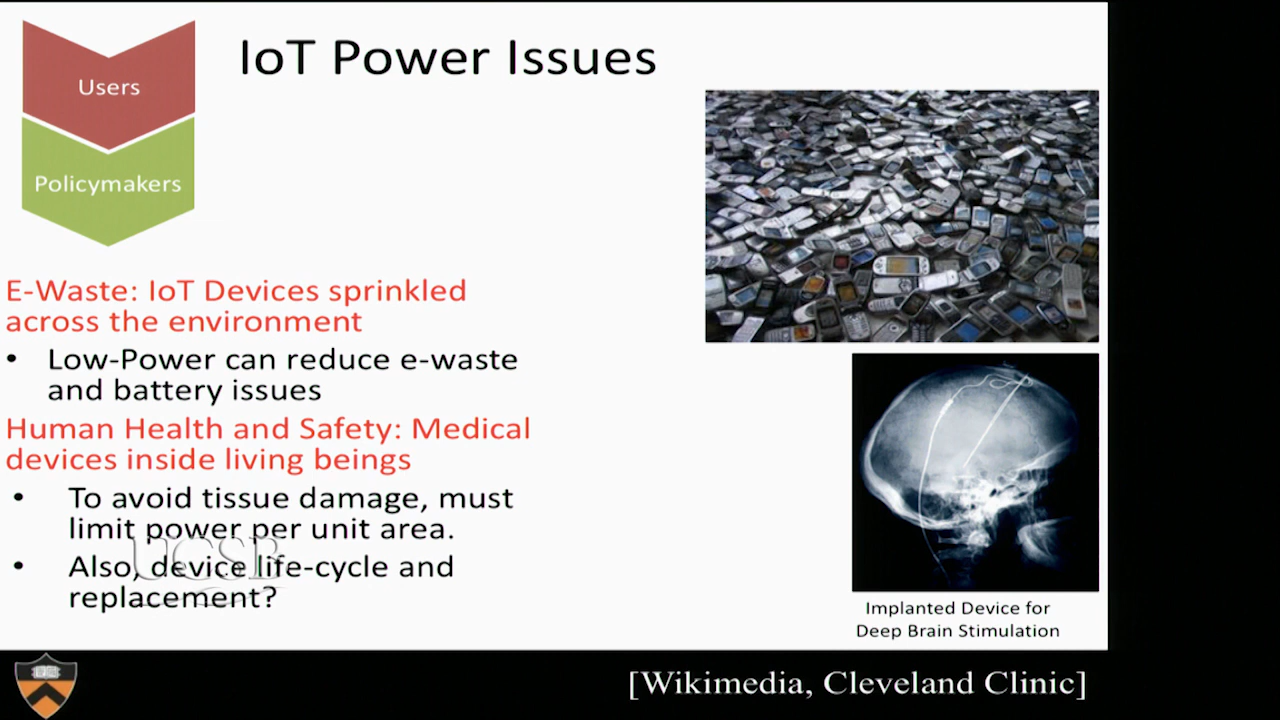 IoT Power Issues
Users
Policymakers
E-Waste: IoT Devices sprinkled
across the environment
• Low-Power can reduce e-waste
and battery issues
Human Health and Safety: Medical
devices inside living beings
• To avoid tissue damage, must
limit power per unit area.
• Also, device life-cycle and
replacement?
UCSB
Implanted Device for
Deep Brain Stimulation
[Wikimedia, Cleveland Clinic]